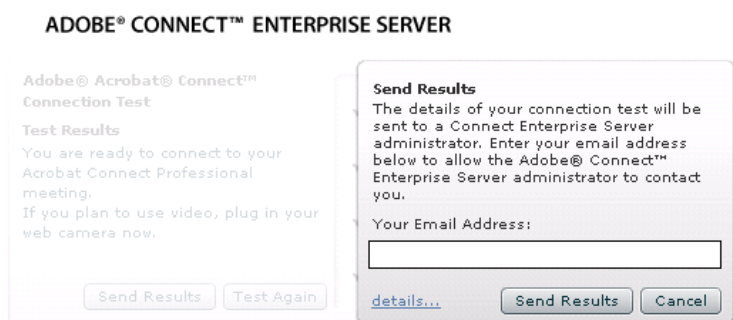 ADOBE® CONNECT™ ENTERPRISE SERVER
Adobe® Acrobat® Connect™
Connection Test
Test Results
You are ready to connect to your
Acrobat Connect Professional
meeting.
If you plan to use video, plug in your
web camera now.
Send Results
Test Again
Send Results
The details of your connection test will be
sent to a Connect Enterprise Server
administrator. Enter your email address
below to allow the Adobe® Connect™
Enterprise Server administrator to contact
you.
Your Email Address:
details...
Send Results
Cancel